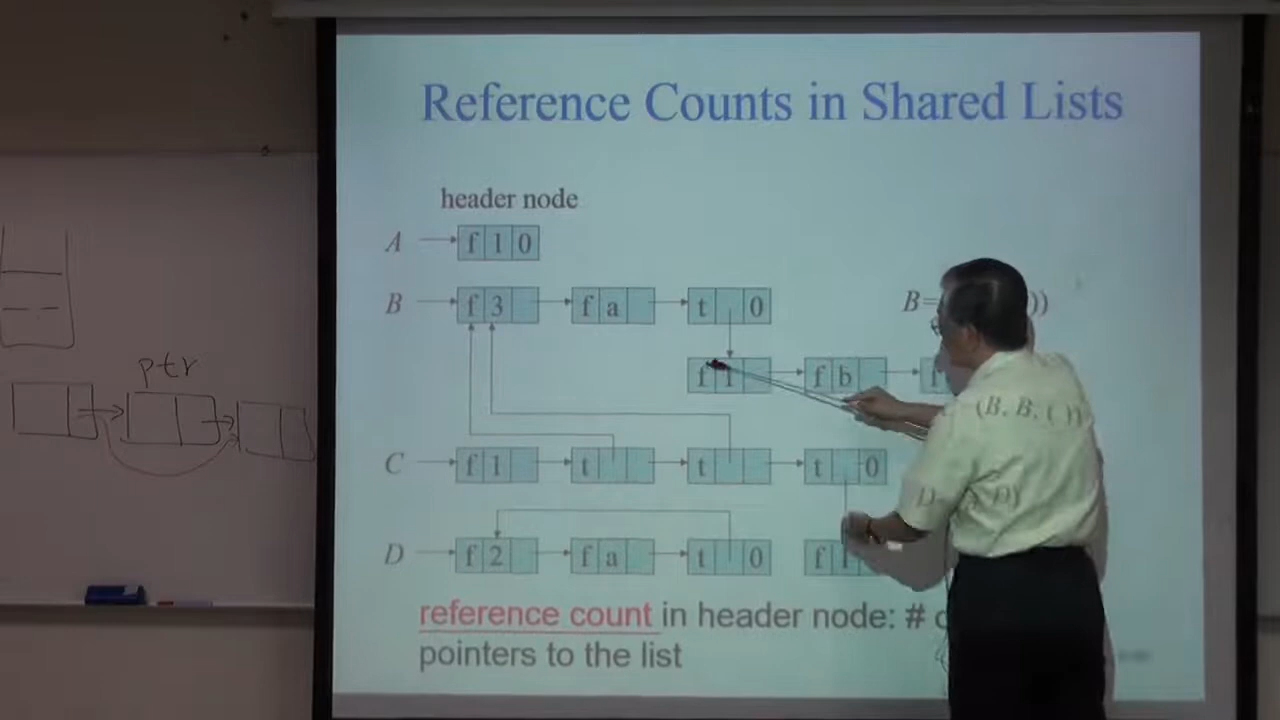 Reference Counts in Shared Lists
header node
A f 1 0
B f 3 f a t 0 B= ))
f 1 f b f
(B, B, ( ))
C f 1 t t t 0
D f 2 f a t 0 f 1
reference count in header node: #
pointers to the list
ptr